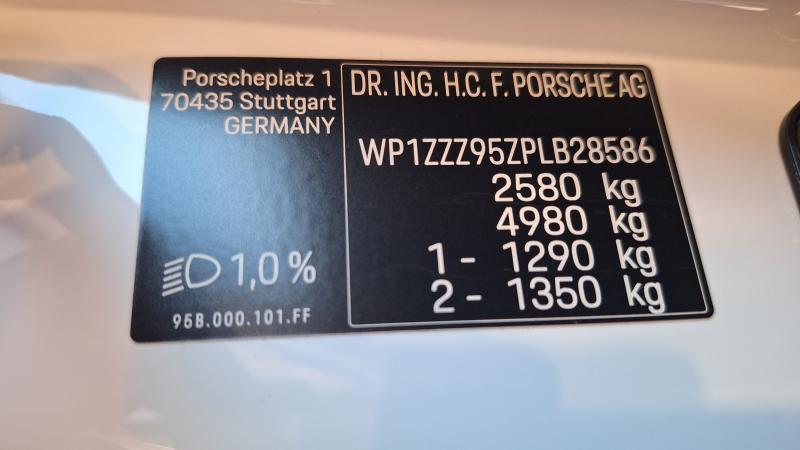 Porscheplatz 1
70435 Stuttgart
GERMANY
DR. ING. H.C. F. PORSCHE AG
WP1ZZZ95ZPLB28586
2580 kg
4980 kg
1 - 1290 kg
2 - 1350 kg
1,0 %
95B.000.101.FF